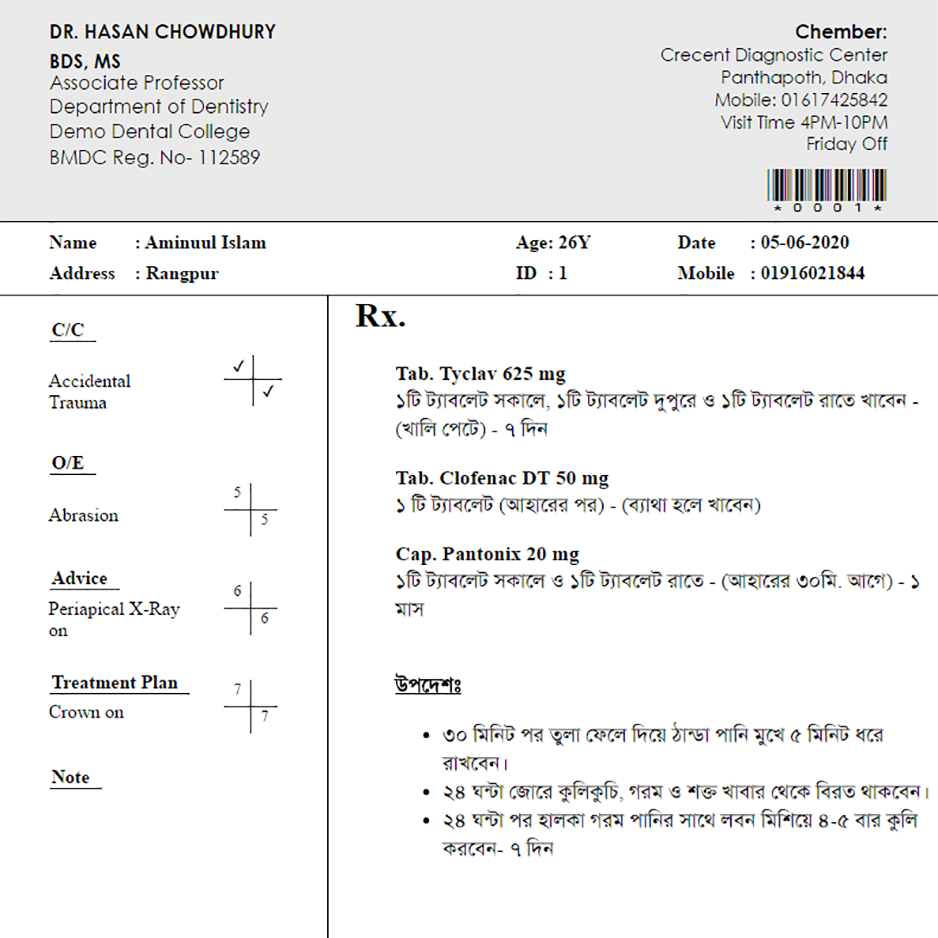 DR. HASAN CHOWDHURY
BDS, MS
Associate Professor
Department of Dentistry
Demo Dental College
BMDC Reg. No- 112589
Chember:
Crecent Diagnostic Center
Panthapoth, Dhaka
Mobile: 01617425842
Visit Time 4PM-10PM
Friday Off
*0001*
Name : Aminuul Islam Age: 26Y Date : 05-06-2020
Address : Rangpur ID : 1 Mobile : 01916021844
C/C
Accidental
Trauma
✓
✓
O/E
Abrasion
5
5
Advice
Periapical X-Ray
on
6
6
Treatment Plan
Crown on
7
7
Note
Rx.
Tab. Tyclav 625 mg
১টি ট্যাবলেট সকালে, ১টি ট্যাবলেট দুপুরে ও ১টি ট্যাবলেট রাতে খাবেন -
(খালি পেটে) - ৭ দিন
Tab. Clofenac DT 50 mg
১ টি ট্যাবলেট (আহারের পর) - (ব্যাথা হলে খাবেন)
Cap. Pantonix 20 mg
১টি ট্যাবলেট সকালে ও ১টি ট্যাবলেট রাতে - (আহারের ৩০মি. আগে) - ১
মাস
উপদেশঃ
• ৩০ মিনিট পর তুলা ফেলে দিয়ে ঠান্ডা পানি মুখে ৫ মিনিট ধরে
রাখবেন।
• ২৪ ঘন্টা জোরে কুলিকুচি, গরম ও শক্ত খাবার থেকে বিরত থাকবেন।
• ২৪ ঘন্টা পর হালকা গরম পানির সাথে লবন মিশিয়ে ৪-৫ বার কুলি
করবেন- ৭ দিন